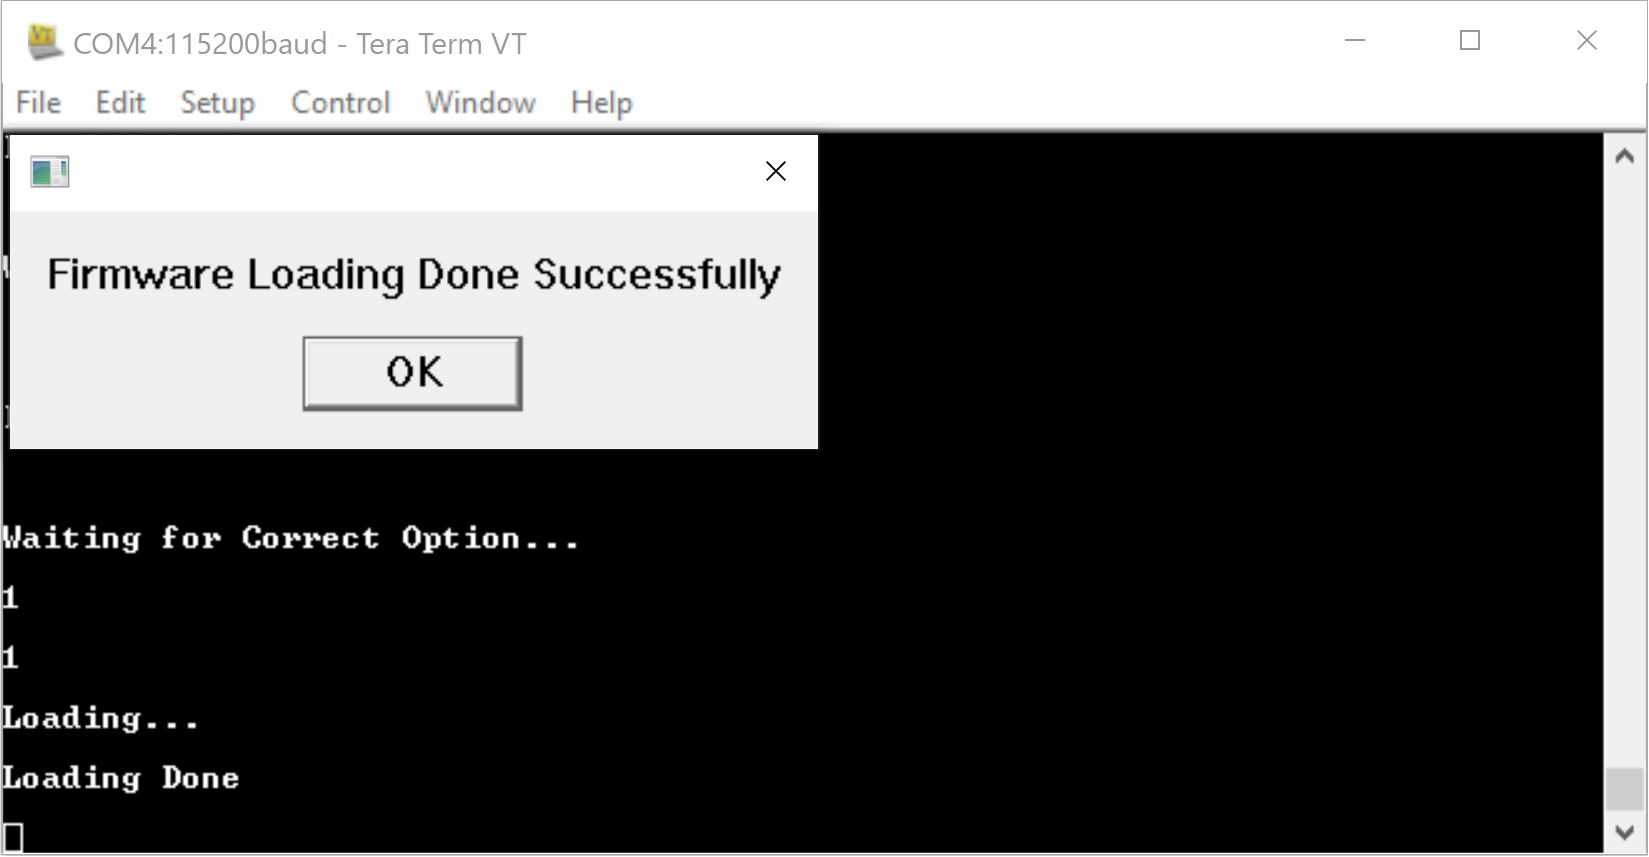 COM4:115200baud - Tera Term VT
File Edit Setup Control Window Help
Firmware Loading Done Successfully
OK
Waiting for Correct Option...
1
1
Loading...
Loading Done